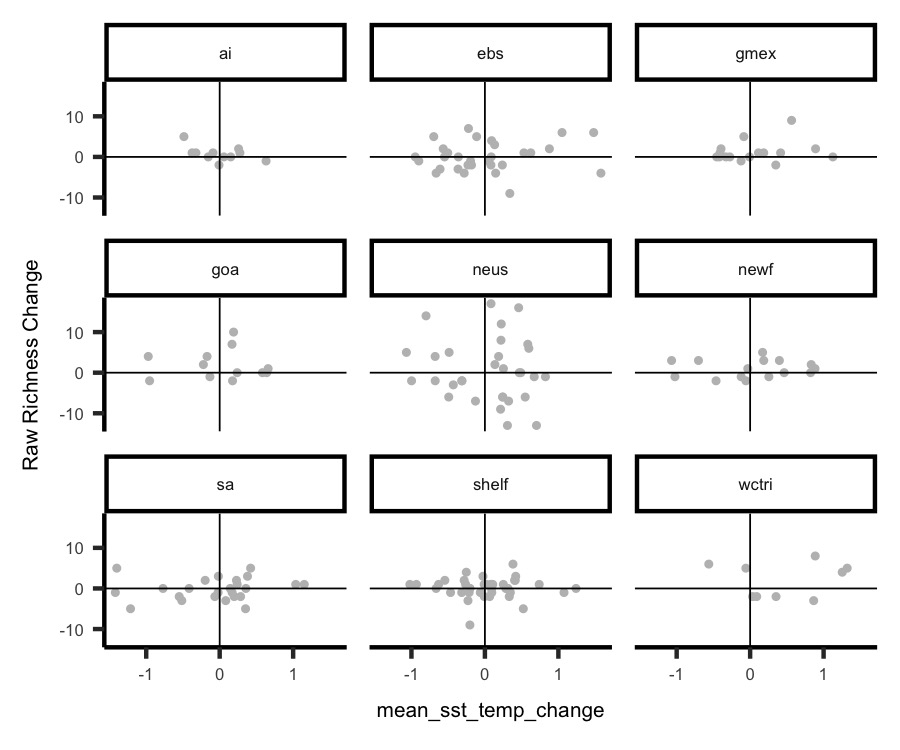 ai ebs gmex
10
0
-10
goa neus newf
10
0
-10
sa shelf wctri
10
0
-10
-1 0 1 -1 0 1 -1 0 1
mean_sst_temp_change
Raw Richness Change